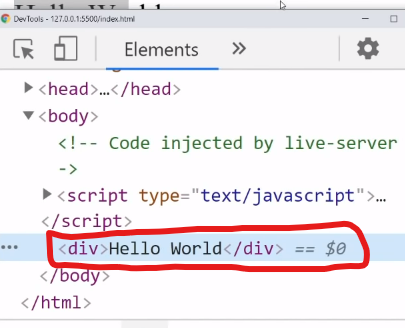 DevTools - 127.0.0.1:5500/index.html
Elements »
<head>…</head>
<body>
<!-- Code injected by live-server
->
<script type="text/javascript">…
</script>
<div>Hello World</div> == $0
</body>
</html>